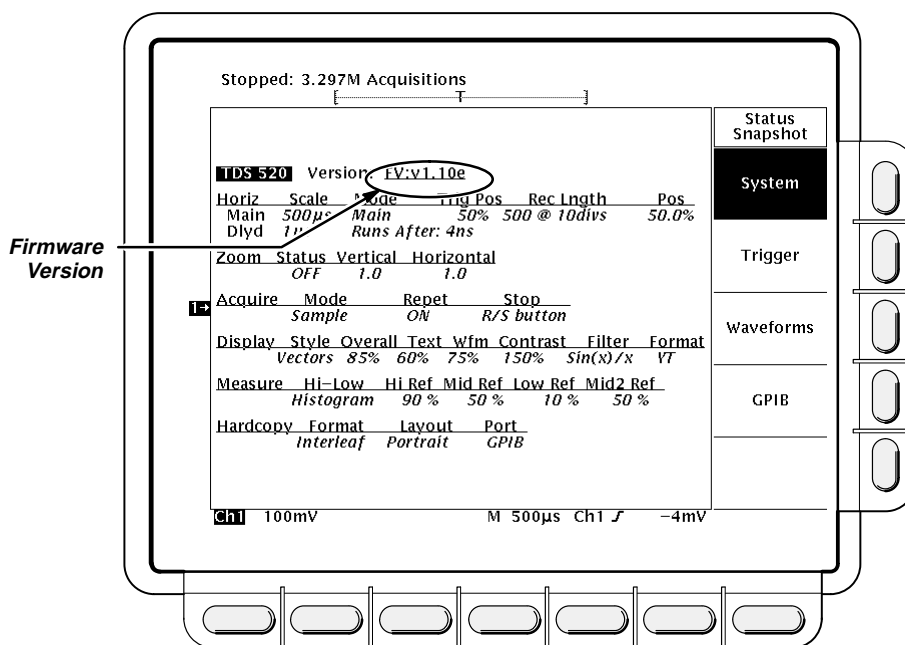 Stopped: 3.297M Acquisitions
T
Status
Snapshot
TDS 520 Version: FV:v1.10e
System
Horiz Scale Mode Trig Pos Rec Lngth Pos
Main 500µs Main 50% 500 @ 10divs 50.0%
Dlyd Runs After: 4ns
Firmware
Version
Zoom Status Vertical Horizontal
OFF 1.0 1.0
Trigger
1→
Acquire Mode Repet Stop
Sample ON R/S button
Waveforms
Display Style Overall Text Wfm Contrast Filter Format
Vectors 85% 60% 75% 150% Sin(x)/x YT
Measure Hi-Low Hi Ref Mid Ref Low Ref Mid2 Ref
Histogram 90 % 50 % 10 % 50 %
GPIB
Hardcopy Format Layout Port
Interleaf Portrait GPIB
Ch1 100mV M 500µs Ch1 ƒ −4mV